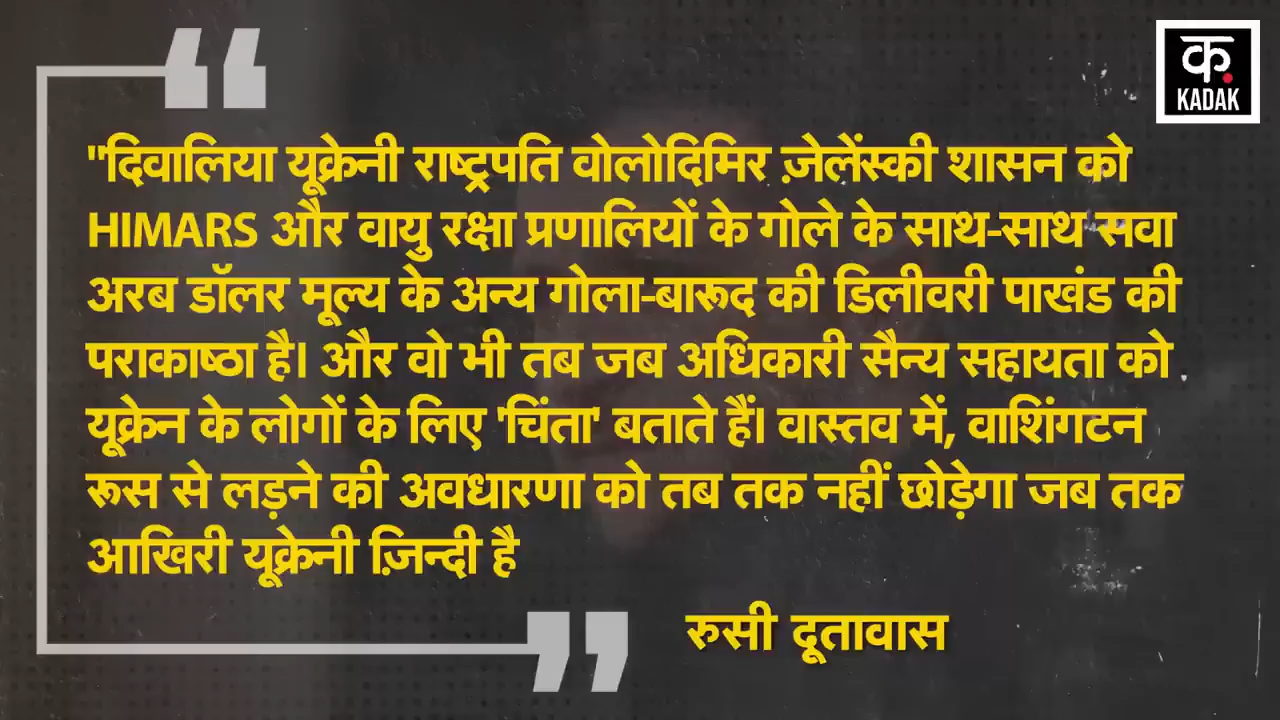 क.
KADAK
"दिवालिया यूक्रेनी राष्ट्रपति वोलोदिमिर ज़ेलेंस्की शासन को
HIMARS और वायु रक्षा प्रणालियों के गोले के साथ-साथ सवा
अरब डॉलर मूल्य के अन्य गोला-बारूद की डिलीवरी पाखंड की
पराकाष्ठा है। और वो भी तब जब अधिकारी सैन्य सहायता को
यूक्रेन के लोगों के लिए 'चिंता' बताते हैं। वास्तव में, वाशिंगटन
रूस से लड़ने की अवधारणा को तब तक नहीं छोड़ेगा जब तक
आखिरी यूक्रेनी ज़िन्दी है
रुसी दूतावास